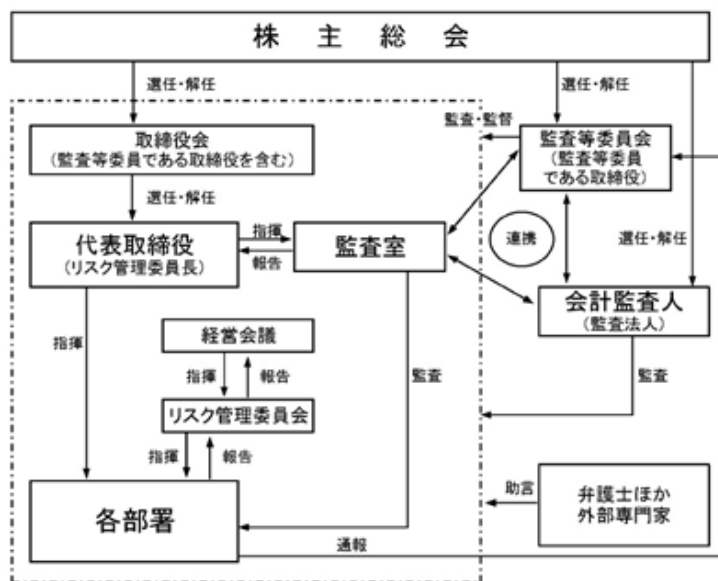 株主総会
選任・解任
選任・解任
取締役会
(監査等委員である取締役を含む)
監査・監督
監査等委員会
(監査等委員
である取締役)
選任・解任
代表取締役
(リスク管理委員長)
指揮
報告
監査室
連携
選任・解任
会計監査人
(監査法人)
指揮
経営会議
指揮
報告
監査
監査
リスク管理委員会
指揮
報告
各部署
助言
弁護士ほか
外部専門家
通報